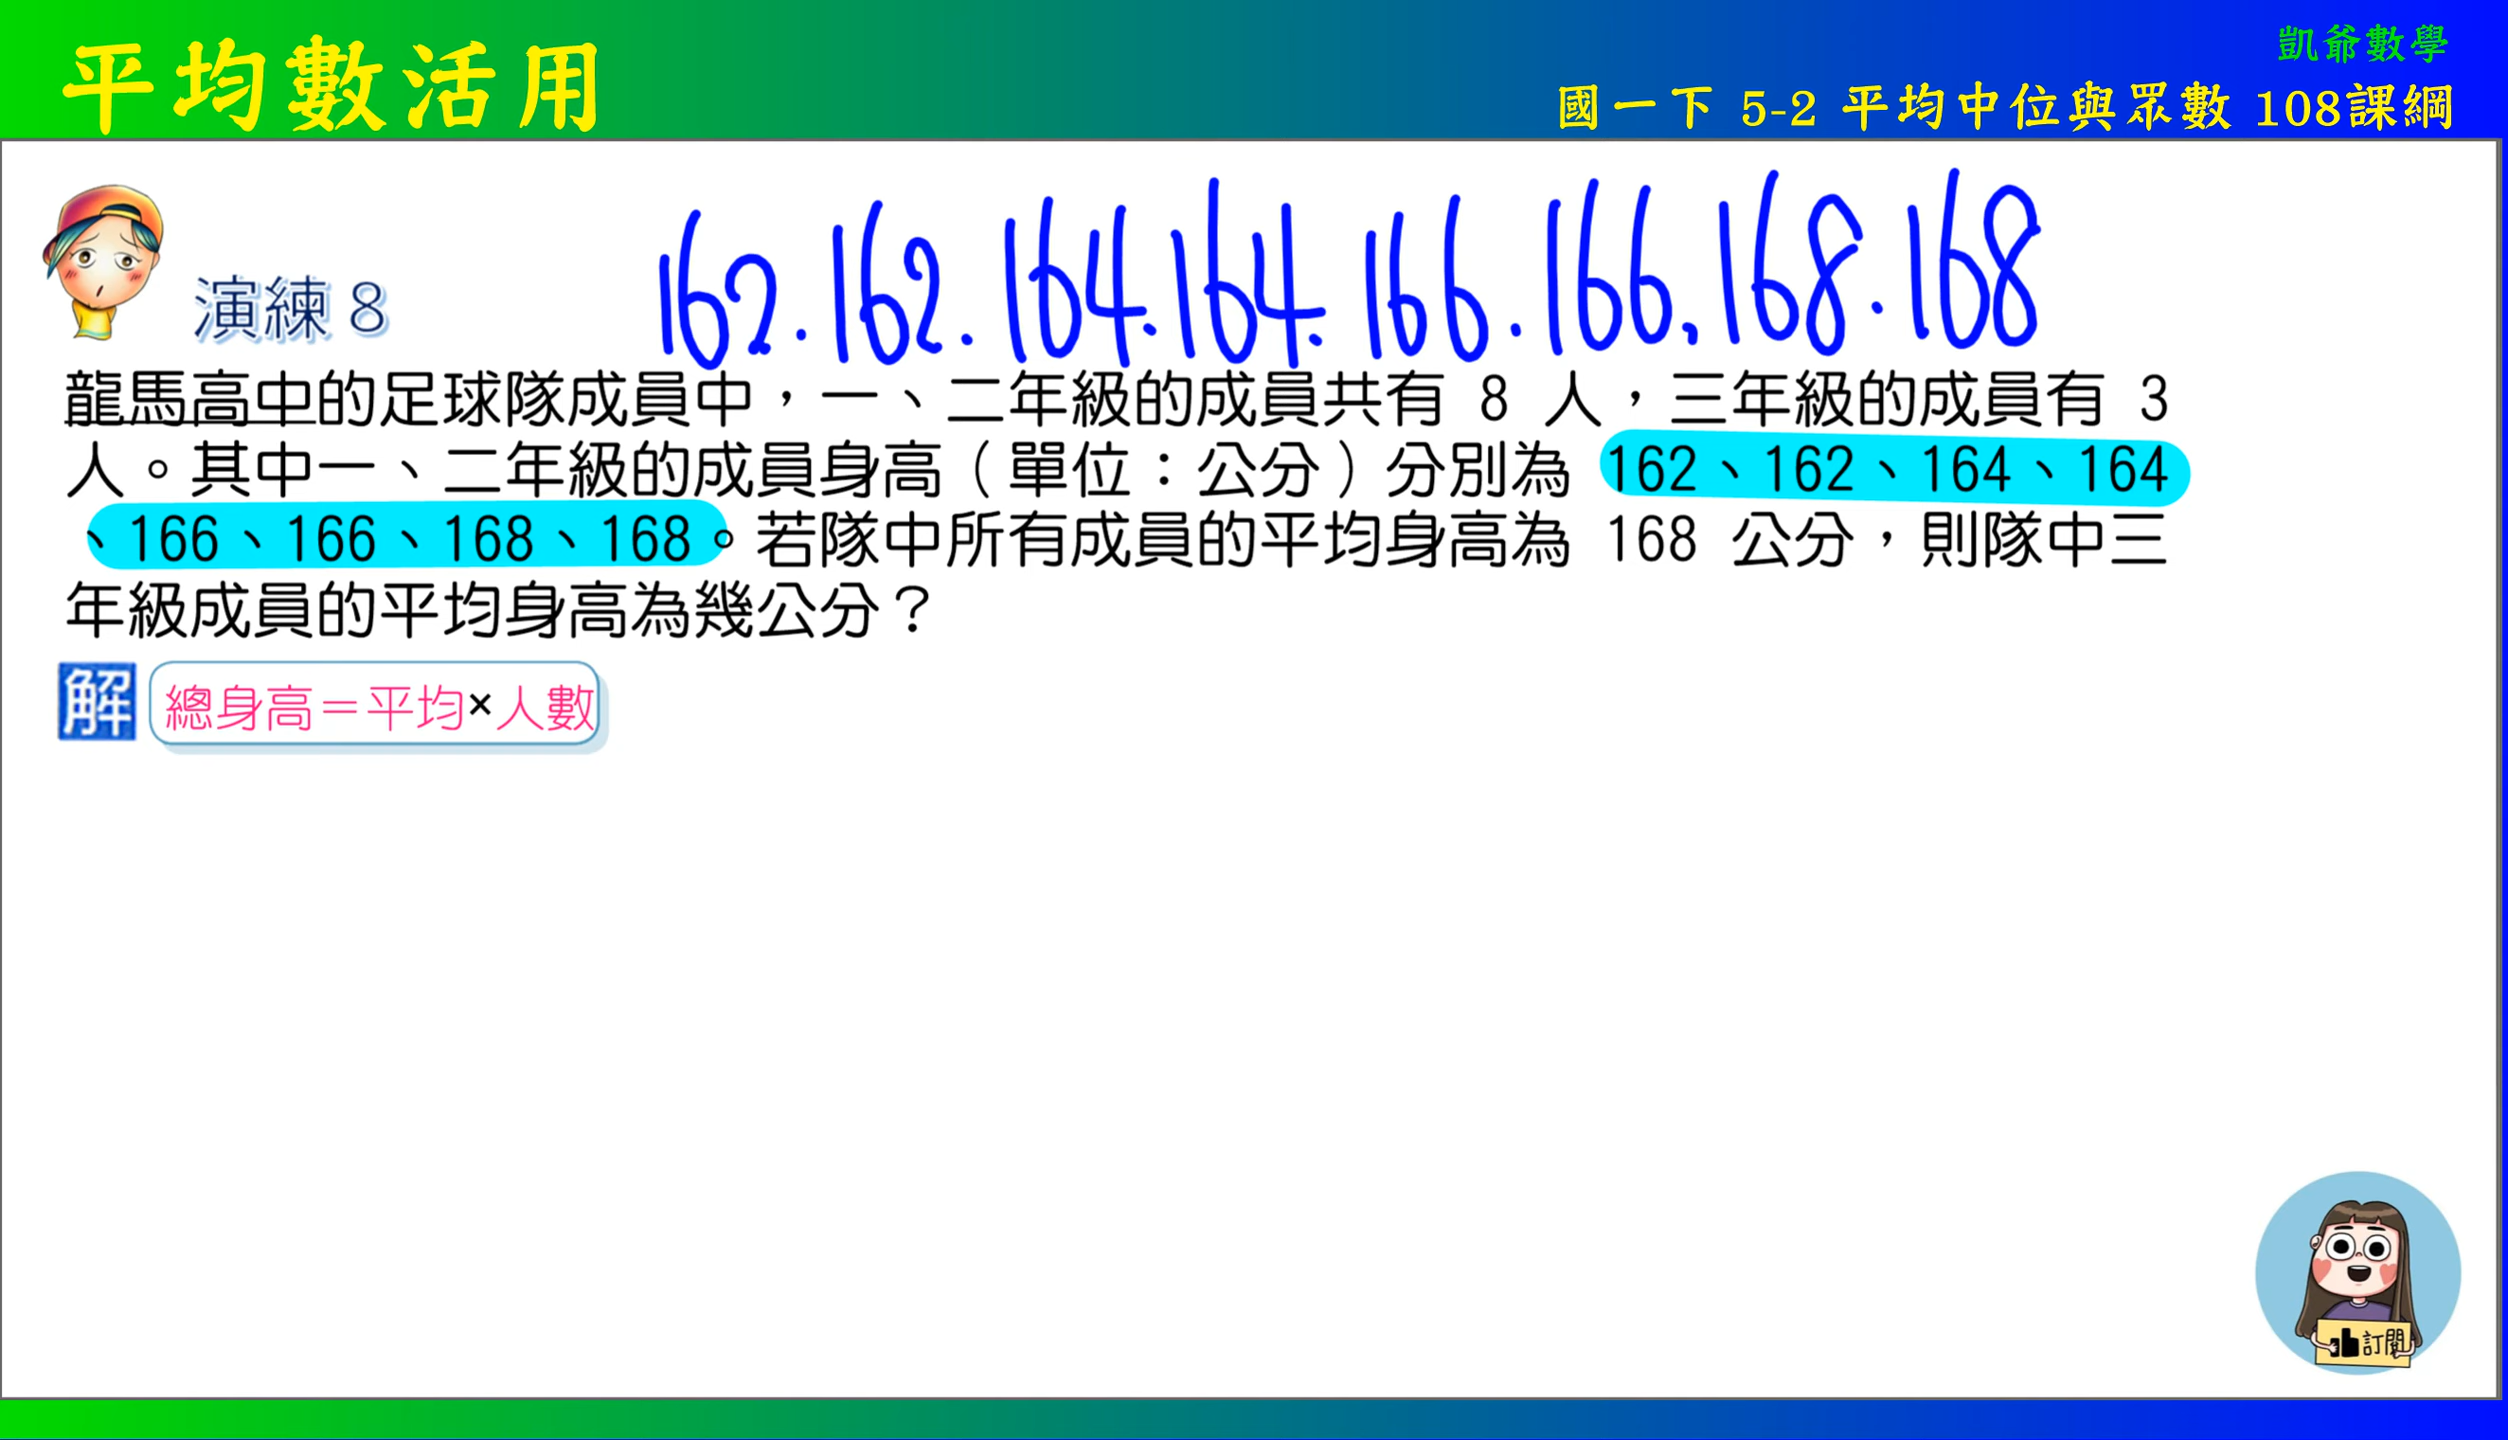 平均數活用
凱爺數學
國一下 5-2 平均中位與眾數 108課綱
162.162.164.164.166.166.168.168
演練 8
龍馬高中的足球隊成員中，一、二年級的成員共有 8 人，三年級的成員有 3
人。其中一、二年級的成員身高（單位：公分）分別為 162、162、164、164
、166、166、168、168。若隊中所有成員的平均身高為 168 公分，則隊中三
年級成員的平均身高為幾公分？
解 總身高＝平均×人數
訂閱